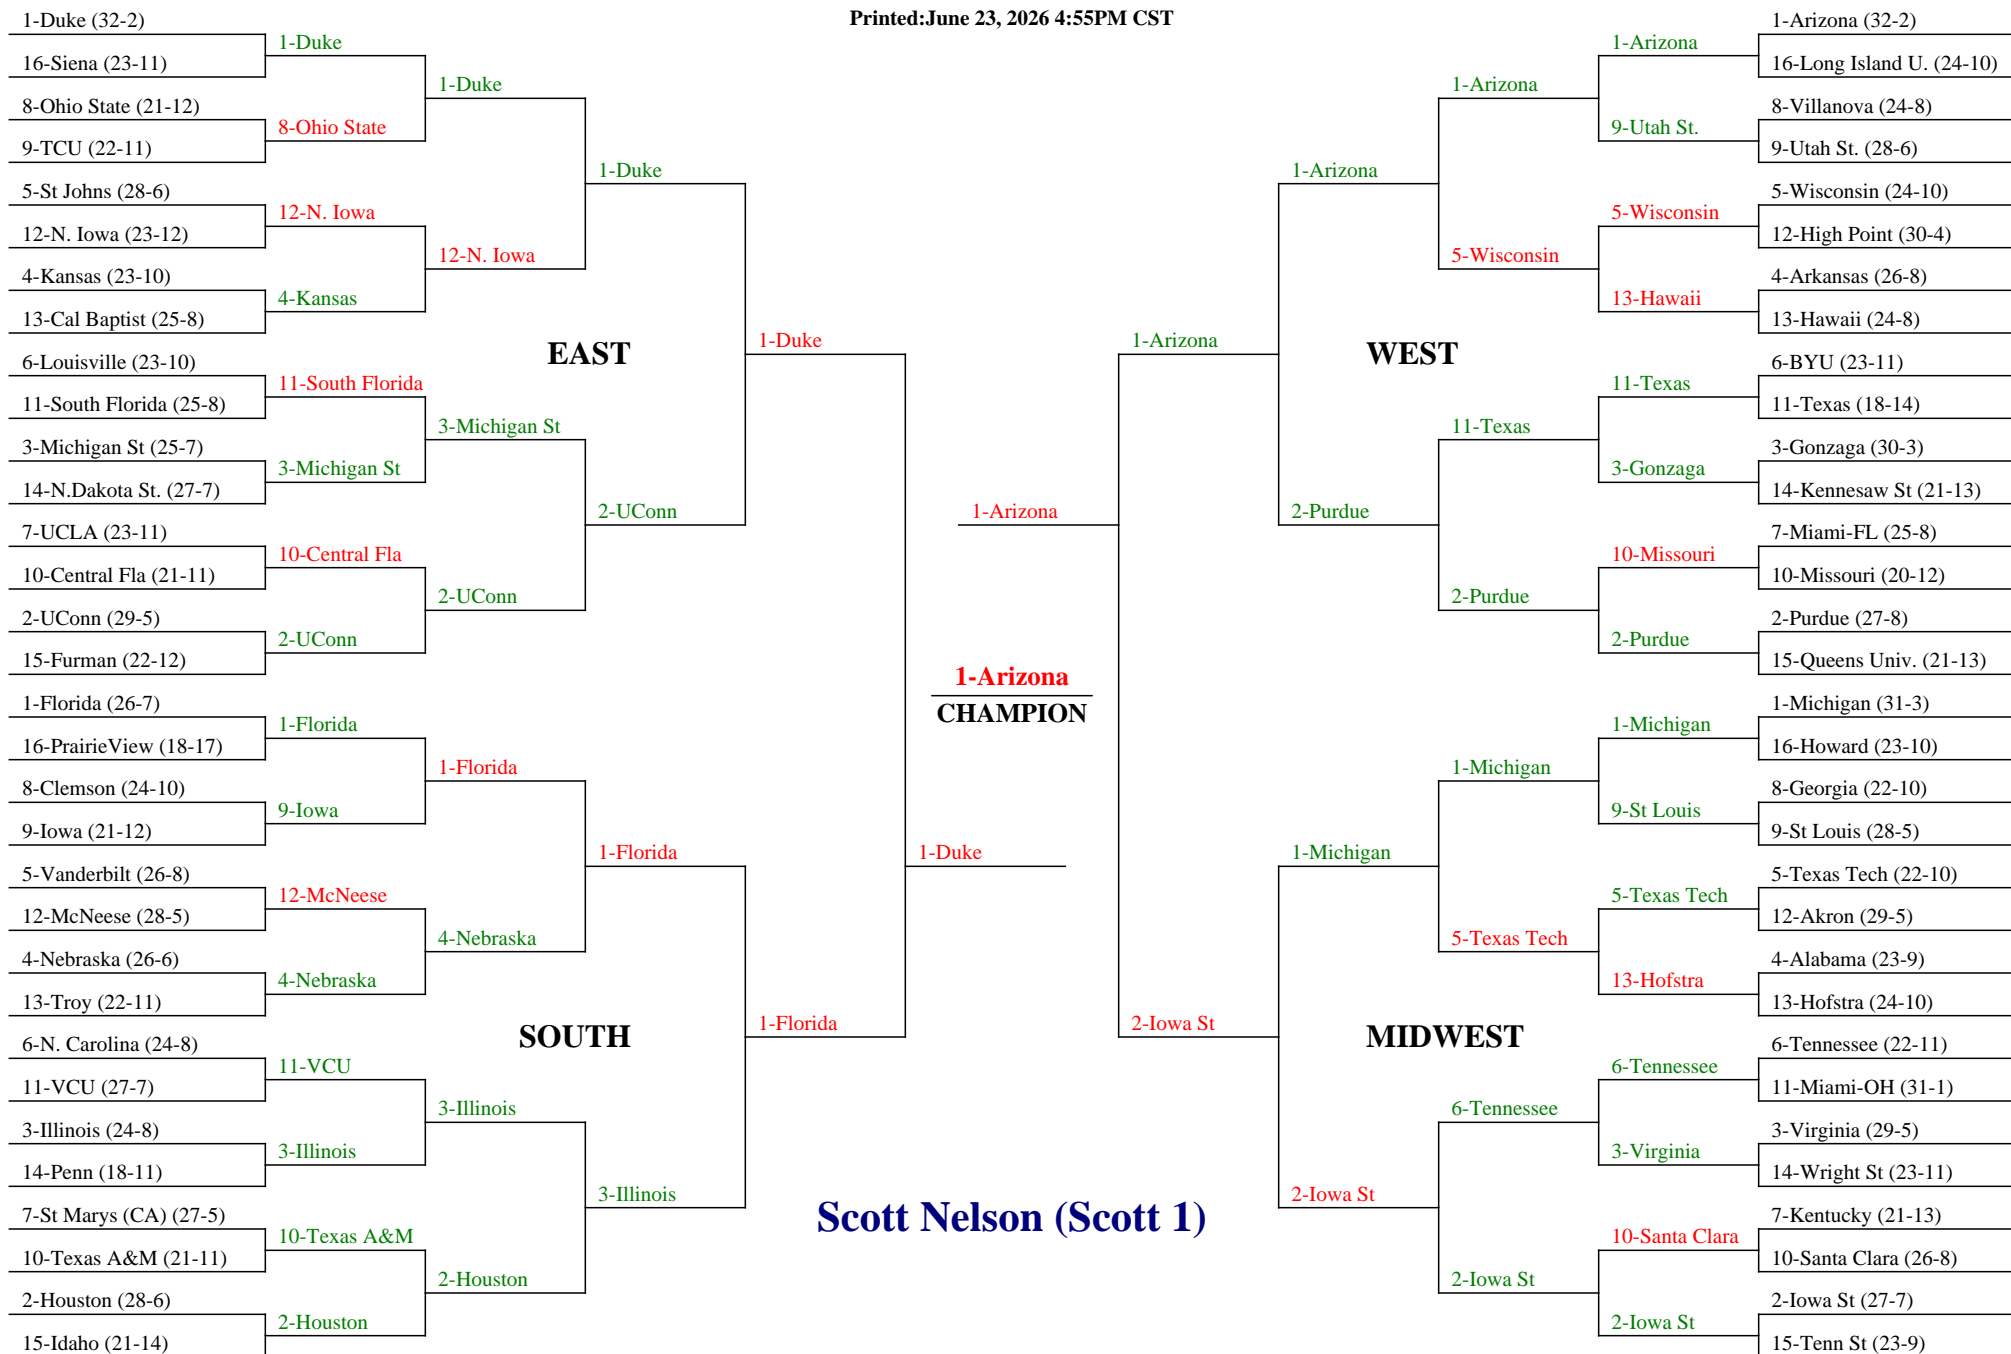 Printed:June 23, 2026 4:55PM CST
1-Duke (32-2)
16-Siena (23-11)
8-Ohio State (21-12)
9-TCU (22-11)
5-St Johns (28-6)
12-N. Iowa (23-12)
4-Kansas (23-10)
13-Cal Baptist (25-8)
6-Louisville (23-10)
11-South Florida (25-8)
3-Michigan St (25-7)
14-N.Dakota St. (27-7)
7-UCLA (23-11)
10-Central Fla (21-11)
2-UConn (29-5)
15-Furman (22-12)
1-Florida (26-7)
16-PrairieView (18-17)
8-Clemson (24-10)
9-Iowa (21-12)
5-Vanderbilt (26-8)
12-McNeese (28-5)
4-Nebraska (26-6)
13-Troy (22-11)
6-N. Carolina (24-8)
11-VCU (27-7)
3-Illinois (24-8)
14-Penn (18-11)
7-St Marys (CA) (27-5)
10-Texas A&M (21-11)
2-Houston (28-6)
15-Idaho (21-14)
1-Duke
8-Ohio State
12-N. Iowa
4-Kansas
11-South Florida
3-Michigan St
10-Central Fla
2-UConn
1-Florida
9-Iowa
12-McNeese
4-Nebraska
11-VCU
3-Illinois
10-Texas A&M
2-Houston
1-Duke
12-N. Iowa
3-Michigan St
2-UConn
1-Florida
4-Nebraska
3-Illinois
2-Houston
1-Duke
2-UConn
1-Florida
3-Illinois
EAST
SOUTH
1-Duke
1-Florida
1-Arizona
1-Arizona
CHAMPION
1-Duke
Scott Nelson (Scott 1)
1-Arizona
2-Iowa St
WEST
MIDWEST
1-Arizona
2-Purdue
1-Michigan
2-Iowa St
1-Arizona
5-Wisconsin
11-Texas
2-Purdue
1-Michigan
5-Texas Tech
6-Tennessee
2-Iowa St
1-Arizona
9-Utah St.
5-Wisconsin
13-Hawaii
11-Texas
3-Gonzaga
10-Missouri
2-Purdue
1-Michigan
9-St Louis
5-Texas Tech
13-Hofstra
6-Tennessee
3-Virginia
10-Santa Clara
2-Iowa St
1-Arizona (32-2)
16-Long Island U. (24-10)
8-Villanova (24-8)
9-Utah St. (28-6)
5-Wisconsin (24-10)
12-High Point (30-4)
4-Arkansas (26-8)
13-Hawaii (24-8)
6-BYU (23-11)
11-Texas (18-14)
3-Gonzaga (30-3)
14-Kennesaw St (21-13)
7-Miami-FL (25-8)
10-Missouri (20-12)
2-Purdue (27-8)
15-Queens Univ. (21-13)
1-Michigan (31-3)
16-Howard (23-10)
8-Georgia (22-10)
9-St Louis (28-5)
5-Texas Tech (22-10)
12-Akron (29-5)
4-Alabama (23-9)
13-Hofstra (24-10)
6-Tennessee (22-11)
11-Miami-OH (31-1)
3-Virginia (29-5)
14-Wright St (23-11)
7-Kentucky (21-13)
10-Santa Clara (26-8)
2-Iowa St (27-7)
15-Tenn St (23-9)